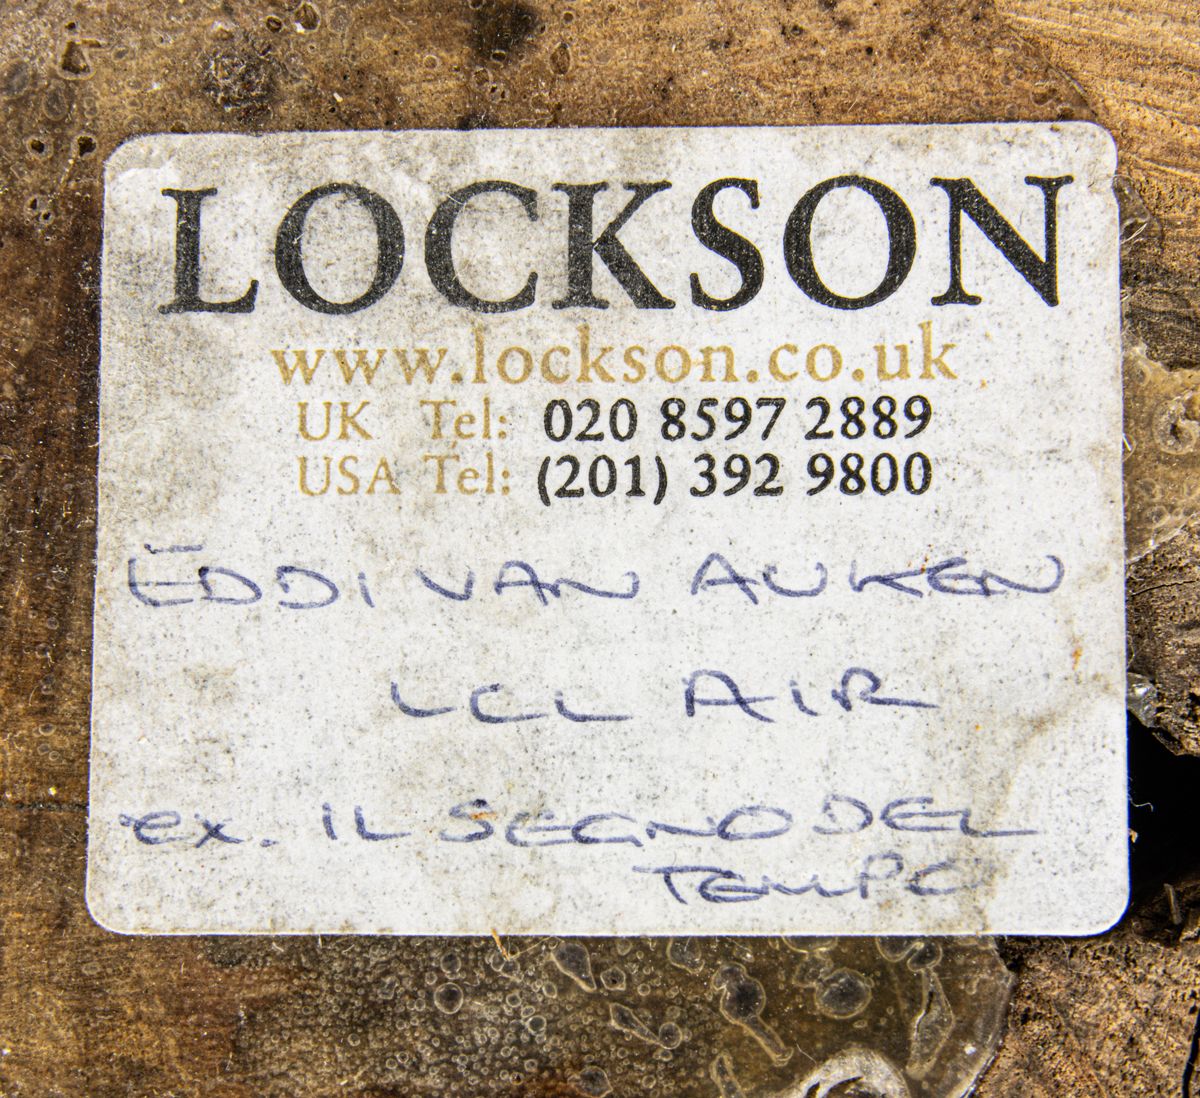 LOCKSON
www.lockson.co.uk
UK Tel: 020 8597 2889
USA Tel: (201) 392 9800
EDDI VAN AUKEN
LCL AIR
ex. IL SEGNO DEL
TEMPO